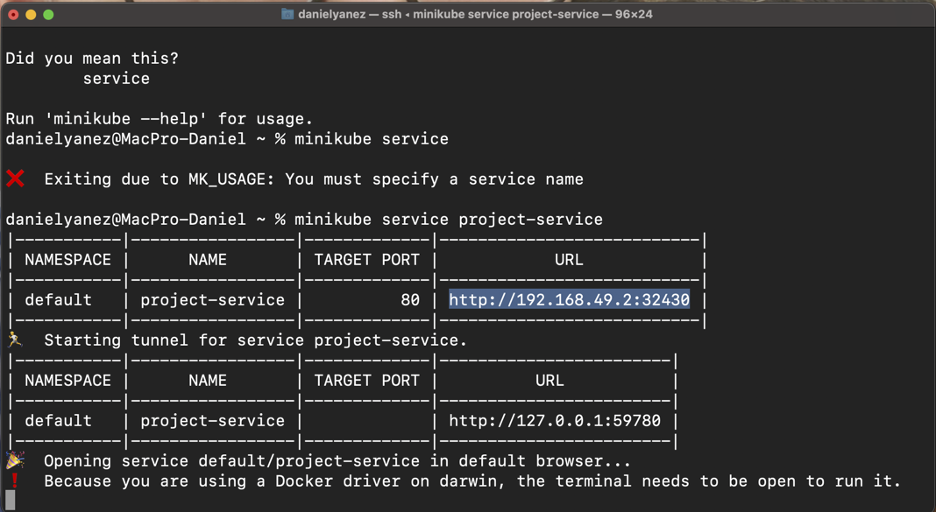 danielyanez — ssh ◂ minikube service project-service — 96×24
Did you mean this?
        service
Run 'minikube --help' for usage.
danielyanez@MacPro-Daniel ~ % minikube service
❌  Exiting due to MK_USAGE: You must specify a service name
danielyanez@MacPro-Daniel ~ % minikube service project-service
|-----------|-----------------|-------------|---------------------------|
| NAMESPACE |      NAME       | TARGET PORT |            URL            |
|-----------|-----------------|-------------|---------------------------|
| default   | project-service |          80 | http://192.168.49.2:32430 |
|-----------|-----------------|-------------|---------------------------|
🏃  Starting tunnel for service project-service.
|-----------|-----------------|-------------|------------------------|
| NAMESPACE |      NAME       | TARGET PORT |          URL           |
|-----------|-----------------|-------------|------------------------|
| default   | project-service |             | http://127.0.0.1:59780 |
|-----------|-----------------|-------------|------------------------|
🎉  Opening service default/project-service in default browser...
❗  Because you are using a Docker driver on darwin, the terminal needs to be open to run it.